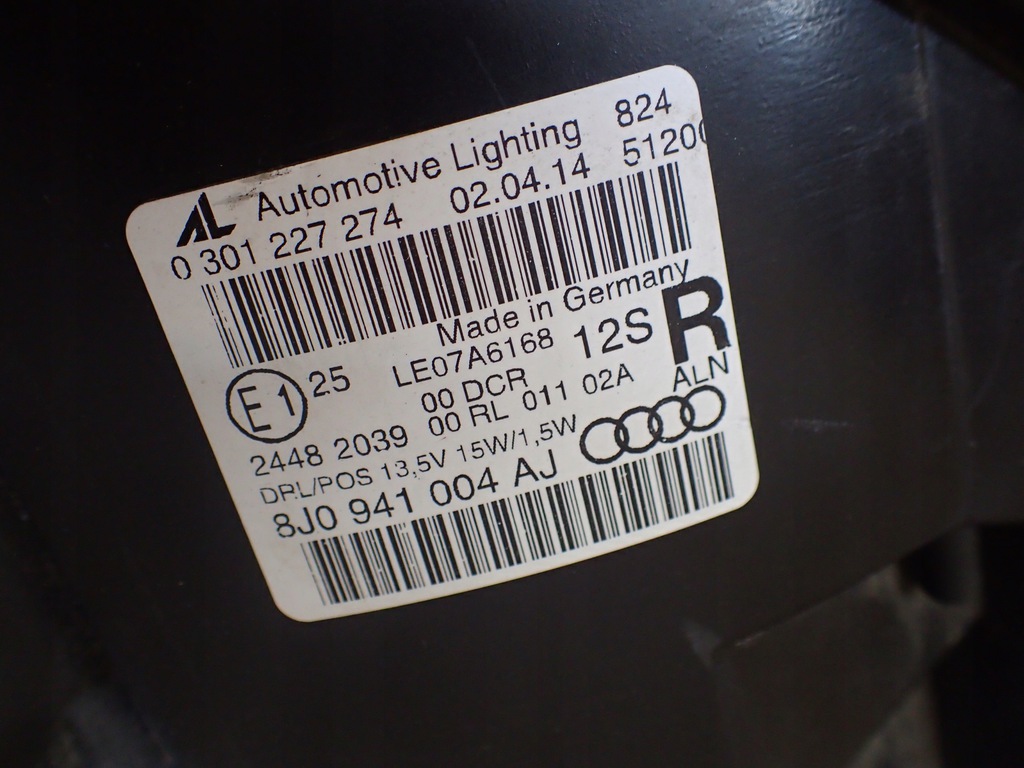 AL Automotive Lighting 824
0 301 227 274 02.04.14 5120
Made in Germany
E1 25 LE07A6168 12S R
00 DCR
2448 2039 00 RL 011 02A ALN
DRL/POS 13,5V 15W/1,5W
8J0 941 004 AJ